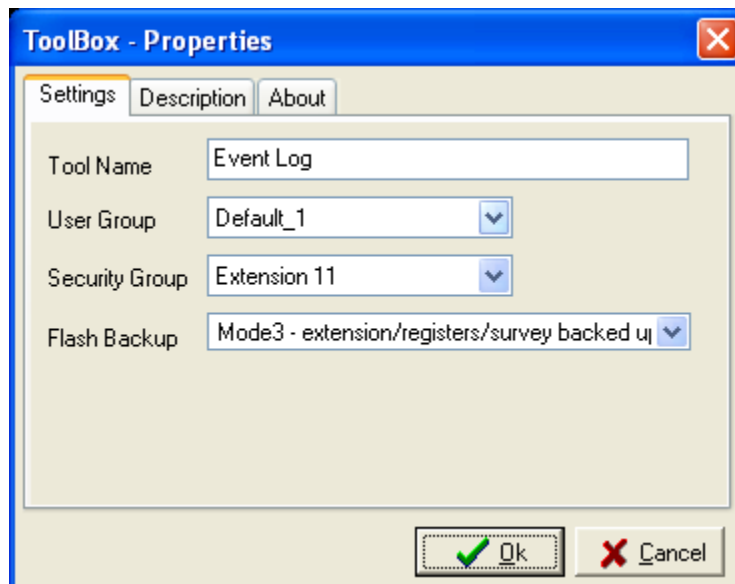 ToolBox - Properties
Settings Description About
Tool Name Event Log
User Group Default_1
Security Group Extension 11
Flash Backup Mode3 - extension/registers/survey backed
Ok Cancel